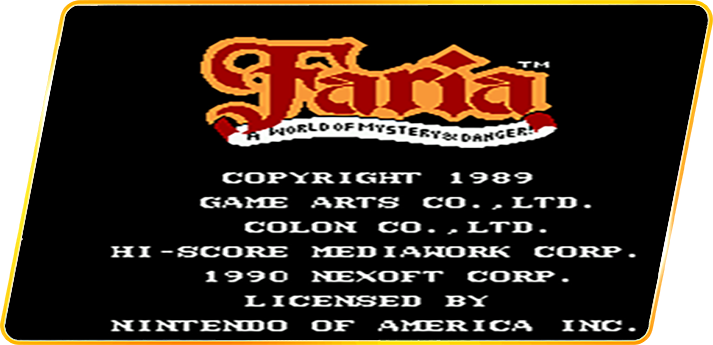 Faria™
A WORLD OF MYSTERY & DANGER!
COPYRIGHT 1989
GAME ARTS CO.,LTD.
COLON CO.,LTD.
HI-SCORE MEDIAWORK CORP.
1990 NEXOFT CORP.
LICENSED BY
NINTENDO OF AMERICA INC.